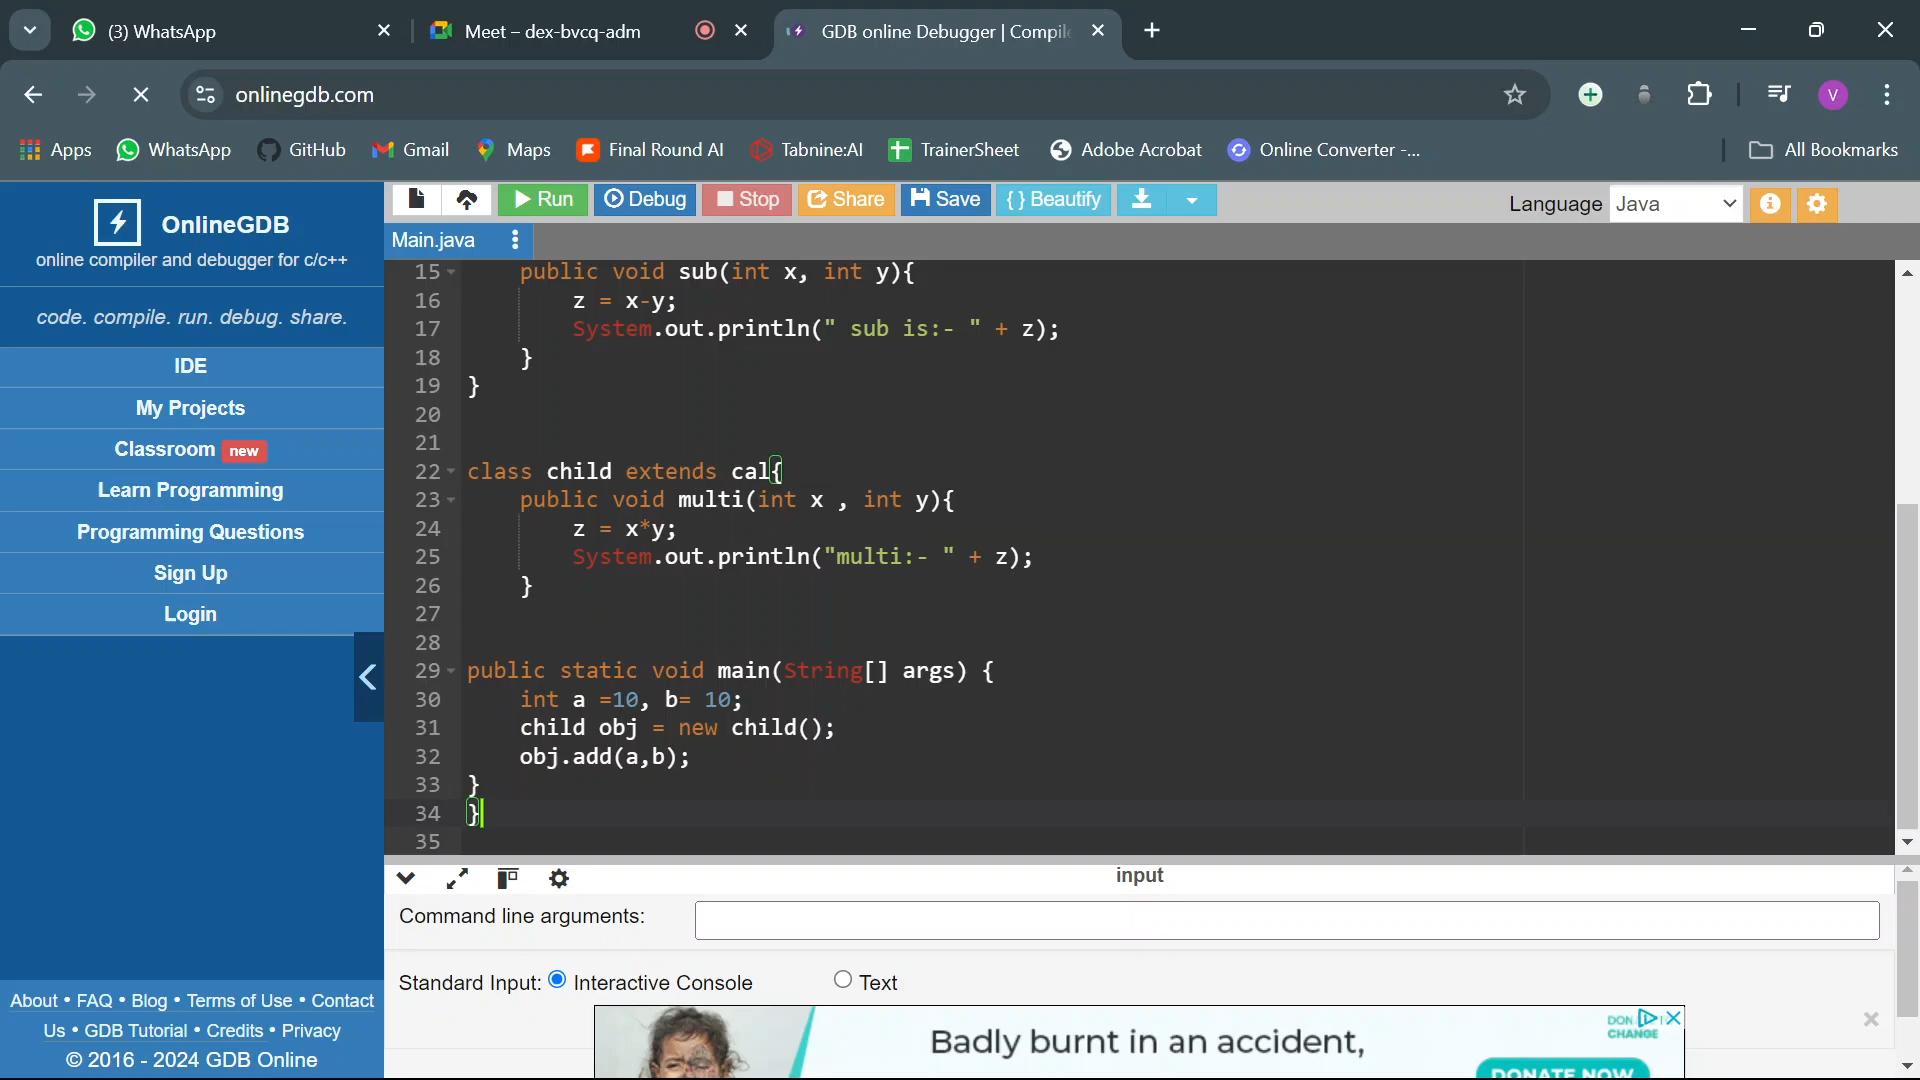 (3) WhatsApp
Meet – dex-bvcq-adm
GDB online Debugger | Compil
onlinegdb.com
V
Apps
WhatsApp
GitHub
Gmail
Maps
Final Round AI
Tabnine:AI
TrainerSheet
Adobe Acrobat
Online Converter -...
All Bookmarks
OnlineGDB
online compiler and debugger for c/c++
code. compile. run. debug. share.
IDE
My Projects
Classroom new
Learn Programming
Programming Questions
Sign Up
Login
About • FAQ • Blog • Terms of Use • Contact
Us • GDB Tutorial • Credits • Privacy
© 2016 - 2024 GDB Online
Run
Debug
Stop
Share
Save
{ } Beautify
Language Java
Main.java
15 public void sub(int x, int y){
16 z = x-y;
17 System.out.println(" sub is:- " + z);
18 }
19 }
20
21
22 class child extends cal{
23 public void multi(int x , int y){
24 z = x*y;
25 System.out.println("multi:- " + z);
26 }
27
28
29 public static void main(String[] args) {
30 int a =10, b= 10;
31 child obj = new child();
32 obj.add(a,b);
33 }
34 }
35
input
Command line arguments:
Standard Input: Interactive Console Text
Badly burnt in an accident,
CHANGE
DONATE NOW